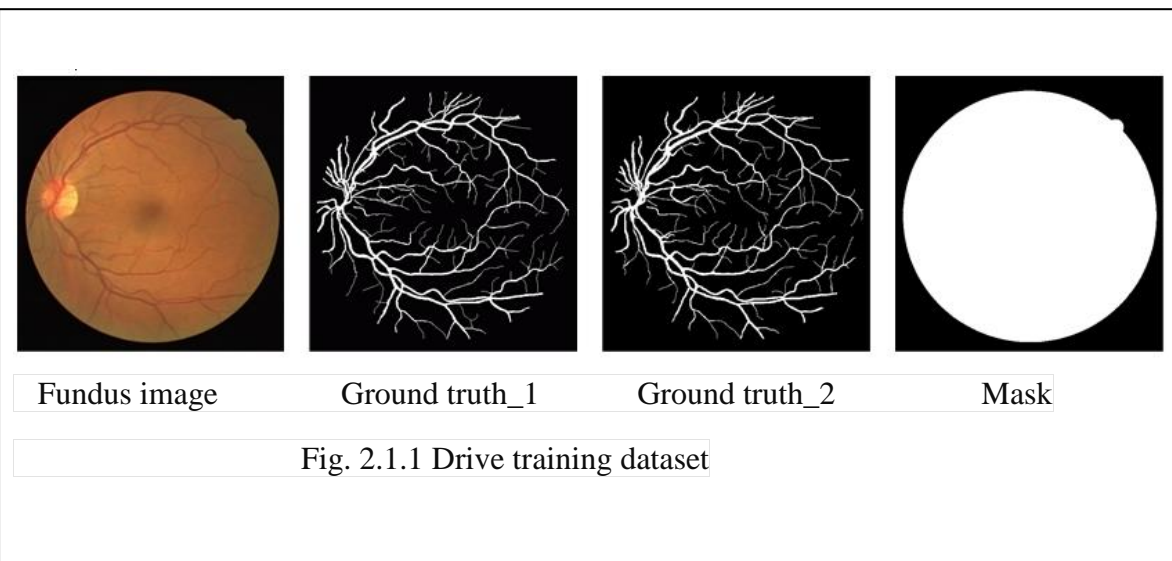 Fundus image Ground truth_1 Ground truth_2 Mask
Fig. 2.1.1 Drive training dataset